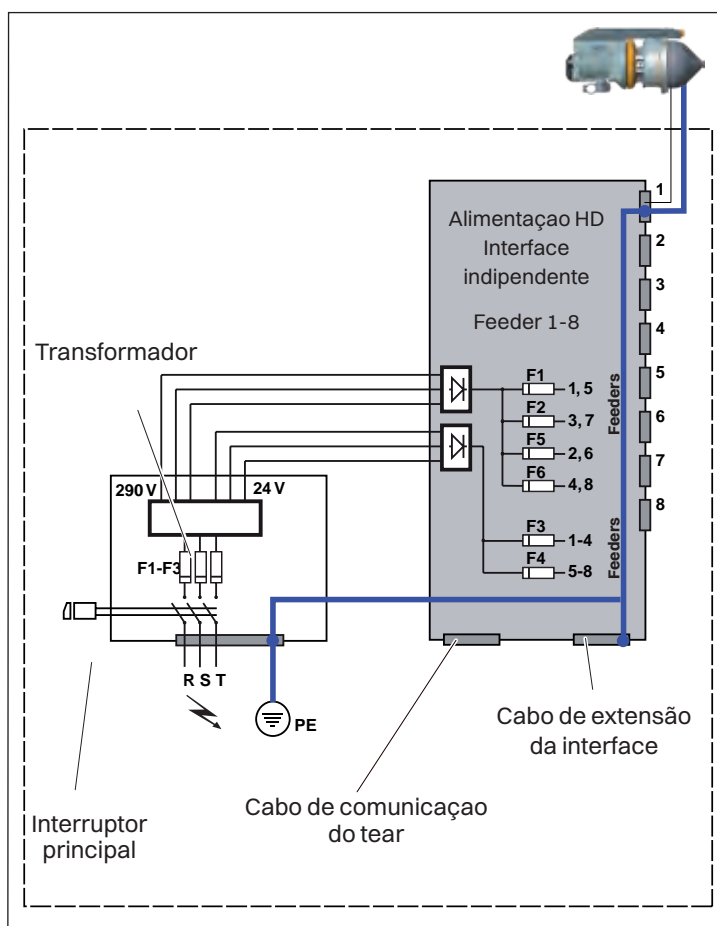 1
Alimentaçao HD
Interface
indipendente
Feeder 1-8
2
3
4
5
6
7
8
Transformador
F1
1, 5
F2
3, 7
F5
2, 6
F6
4, 8
Feeders
F3
1-4
F4
5-8
Feeders
290 V
24 V
F1-F3
R S T
PE
Cabo de extensão
da interface
Cabo de comunicaçao
do tear
Interruptor
principal